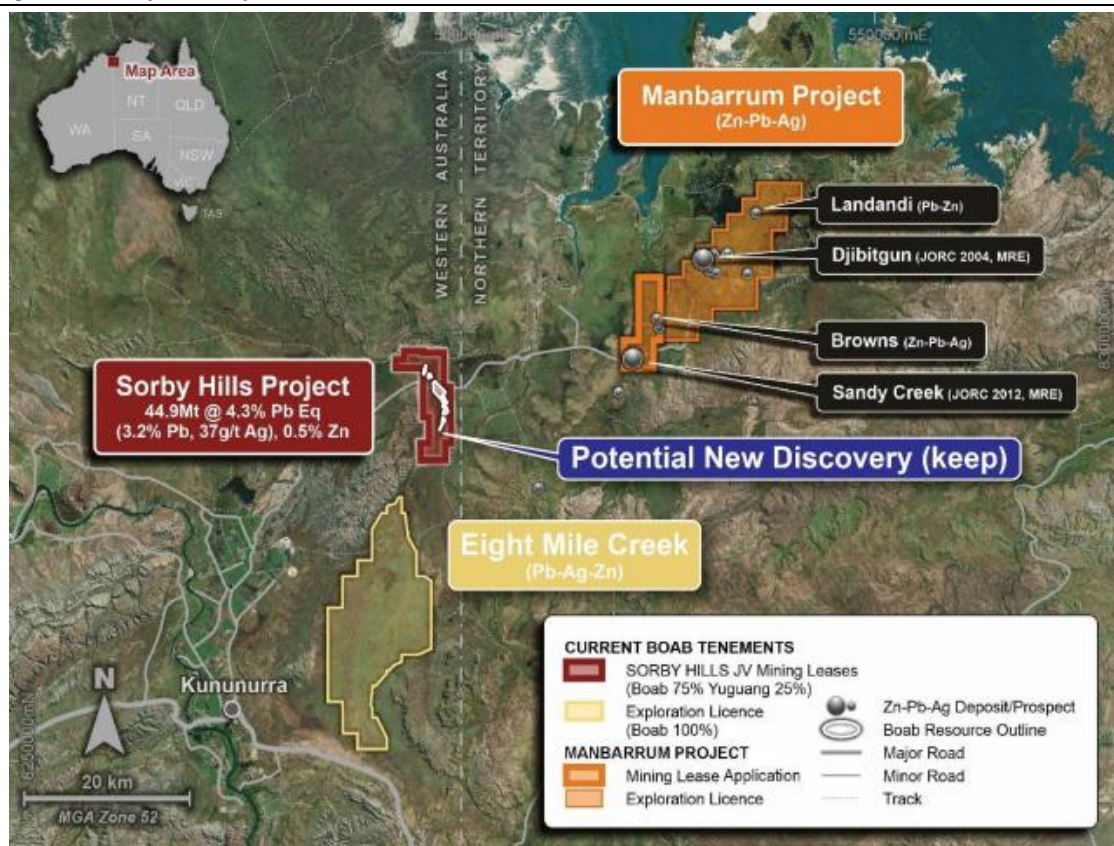 500000mE
550000mE
Map Area
NT
QLD
WA
SA
NSW
VIC
TAS
WESTERN AUSTRALIA
NORTHERN TERRITORY
Manbarrum Project
(Zn-Pb-Ag)
Landandi (Pb-Zn)
Djibitgun (JORC 2004, MRE)
Browns (Zn-Pb-Ag)
Sandy Creek (JORC 2012, MRE)
Sorby Hills Project
44.9Mt @ 4.3% Pb Eq
(3.2% Pb, 37g/t Ag), 0.5% Zn
Potential New Discovery (keep)
Eight Mile Creek
(Pb-Ag-Zn)
Kununurra
N
20 km
MGA Zone 52
8250000mN
CURRENT BOAB TENEMENTS
SORBY HILLS JV Mining Leases
(Boab 75% Yuguang 25%)
Exploration Licence
(Boab 100%)
MANBARRUM PROJECT
Mining Lease Application
Exploration Licence
Zn-Pb-Ag Deposit/Prospect
Boab Resource Outline
Major Road
Minor Road
Track